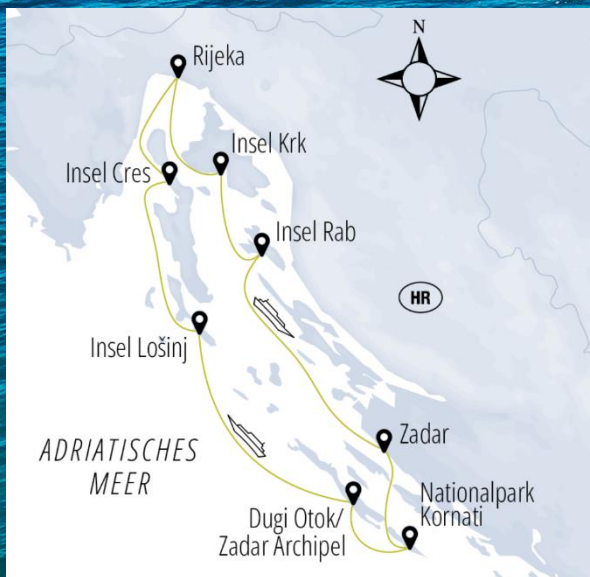 N
Rijeka
Insel Krk
Insel Cres
Insel Rab
HR
Insel Lošinj
Zadar
ADRIATISCHES
MEER
Nationalpark
Kornati
Dugi Otok/
Zadar Archipel